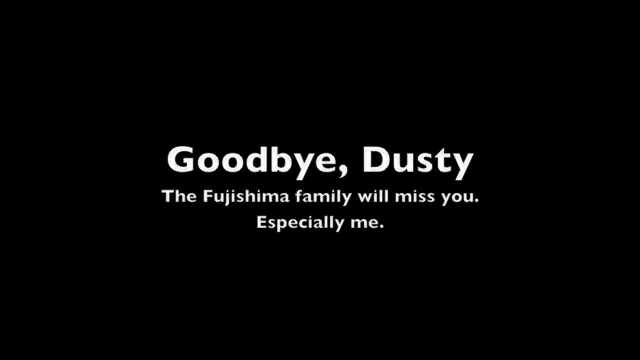 Goodbye, Dusty
The Fujishima family will miss you.
Especially me.